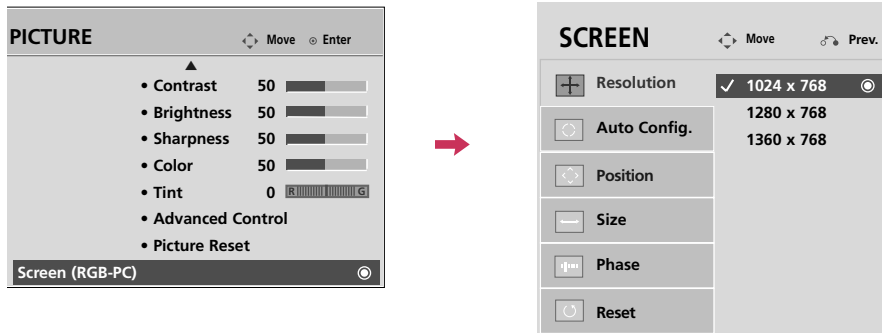 PICTURE
Move
Enter
• Contrast 50
• Brightness 50
• Sharpness 50
• Color 50
• Tint 0 R G
• Advanced Control
• Picture Reset
Screen (RGB-PC)
SCREEN
Move
Prev.
Resolution
Auto Config.
Position
Size
Phase
Reset
✓ 1024 x 768
1280 x 768
1360 x 768